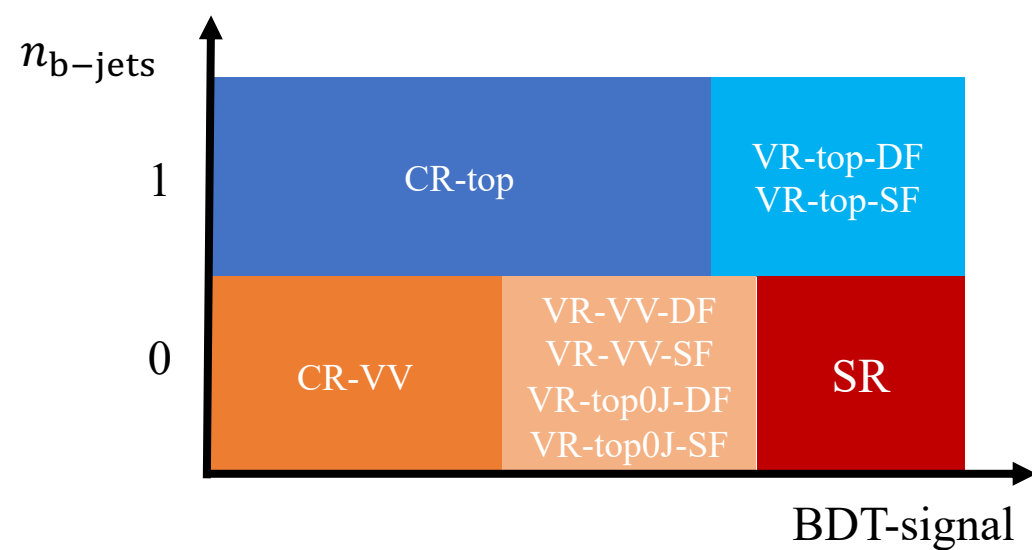 n_b−jets
1
CR-top
VR-top-DF
VR-top-SF
0
CR-VV
VR-VV-DF
VR-VV-SF
VR-top0J-DF
VR-top0J-SF
SR
BDT-signal